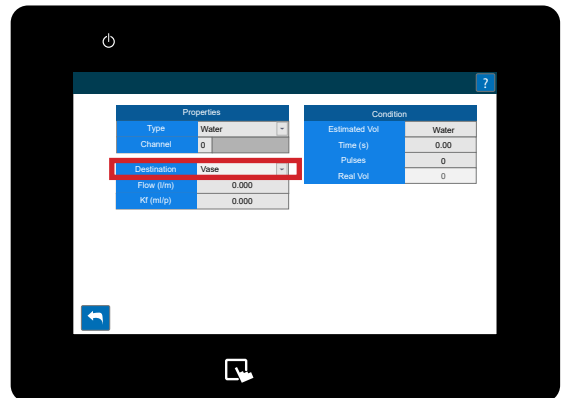 ?
Properties
Type Water
Channel 0
Destination Vase
Flow (l/m) 0.000
Kf (ml/p) 0.000
Condition
Estimated Vol Water
Time (s) 0.00
Pulses 0
Real Vol 0